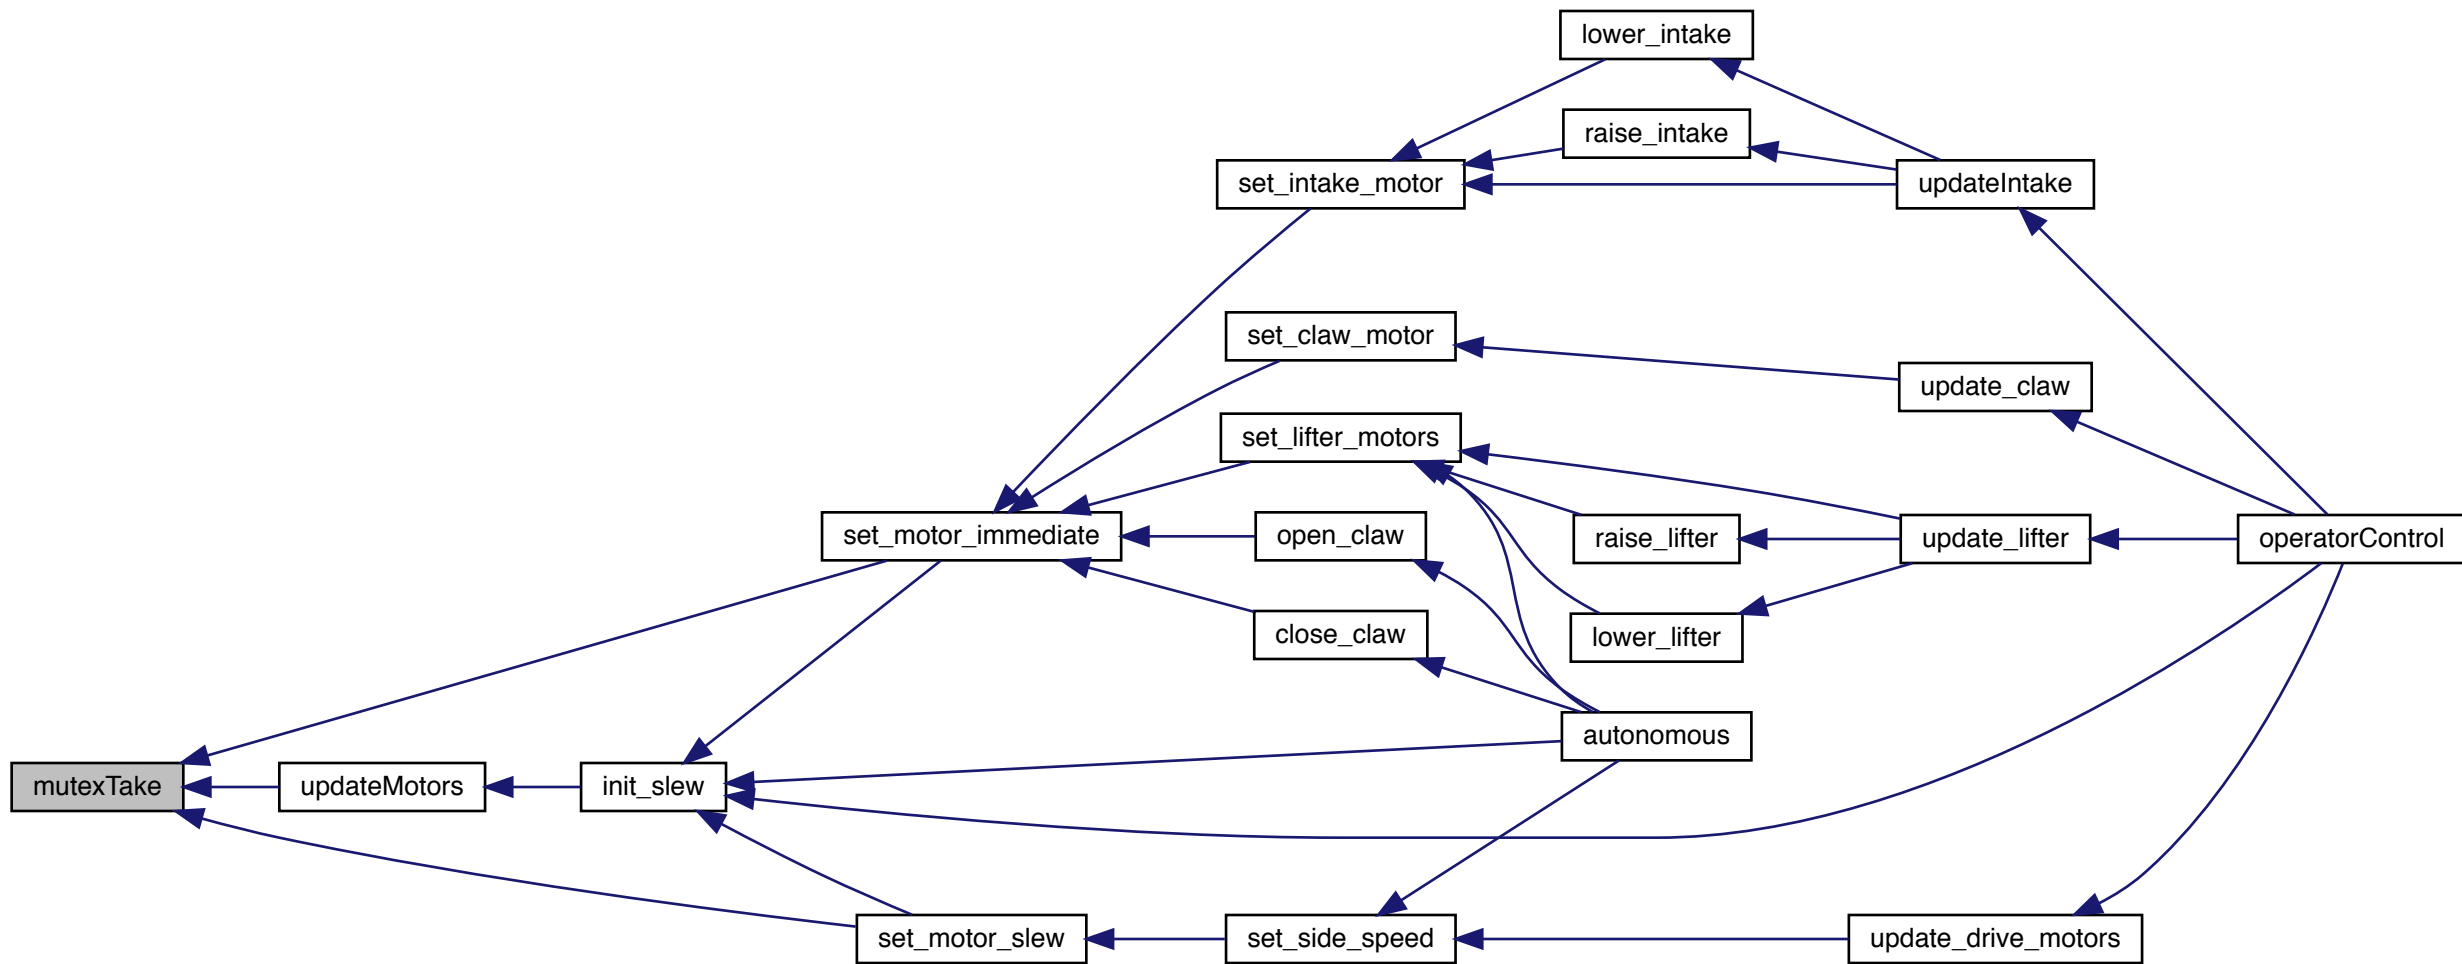 lower_intake
raise_intake
set_intake_motor
updateIntake
set_claw_motor
update_claw
set_lifter_motors
set_motor_immediate
open_claw
raise_lifter
update_lifter
operatorControl
close_claw
lower_lifter
autonomous
mutexTake
updateMotors
init_slew
set_motor_slew
set_side_speed
update_drive_motors